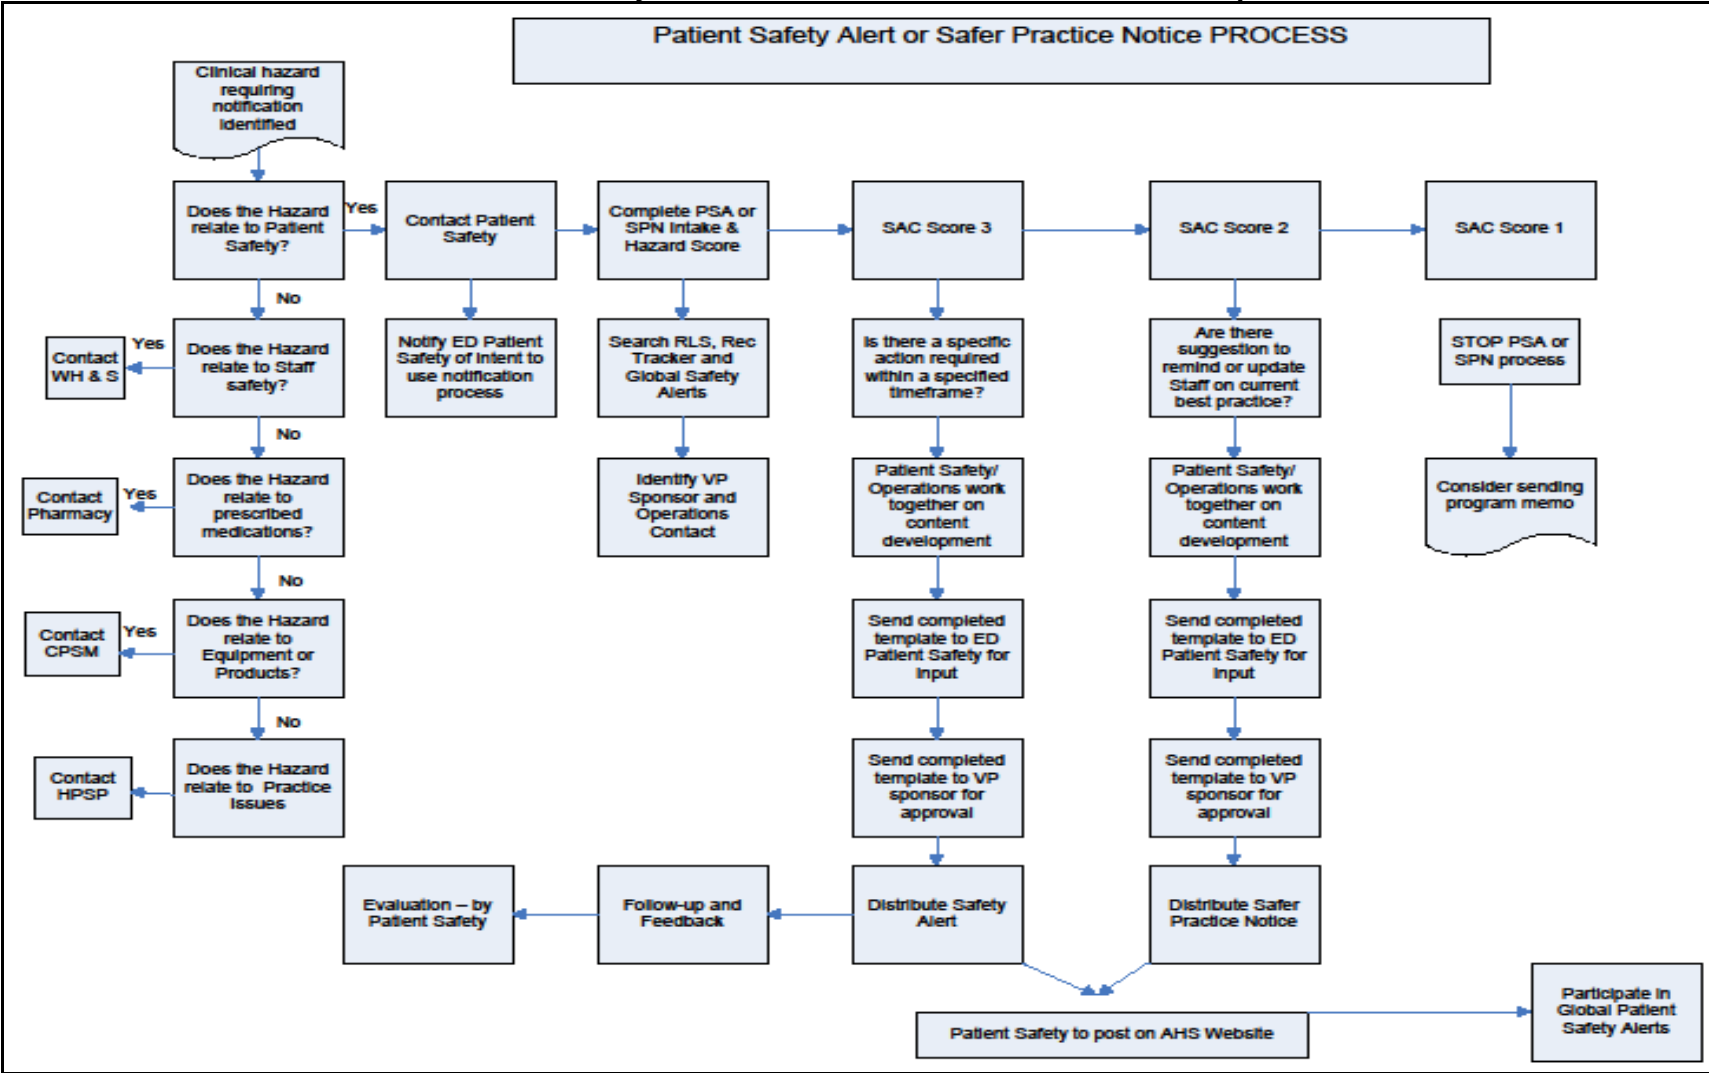 Patient Safety Alert or Safer Practice Notice PROCESS
Clinical hazard
requiring
notification
identified
Does the Hazard
relate to Patient
Safety?
Yes
Contact Patient
Safety
Complete PSA or
SPN Intake &
Hazard Score
SAC Score 3
SAC Score 2
SAC Score 1
No
Contact
WH & S
Yes
Does the Hazard
relate to Staff
safety?
Notify ED Patient
Safety of Intent to
use notification
process
Search RLS, Rec
Tracker and
Global Safety
Alerts
Is there a specific
action required
within a specified
timeframe?
Are there
suggestion to
remind or update
Staff on current
best practice?
STOP PSA or
SPN process
No
Contact
Pharmacy
Yes
Does the Hazard
relate to
prescribed
medications?
Identify VP
Sponsor and
Operations
Contact
Patient Safety/
Operations work
together on
content
development
Patient Safety/
Operations work
together on
content
development
Consider sending
program memo
No
Contact
CPSM
Yes
Does the Hazard
relate to
Equipment or
Products?
Send completed
template to ED
Patient Safety for
Input
Send completed
template to ED
Patient Safety for
Input
No
Contact
HPSP
Does the Hazard
relate to Practice
Issues
Send completed
template to VP
sponsor for
approval
Send completed
template to VP
sponsor for
approval
Evaluation – by
Patient Safety
Follow-up and
Feedback
Distribute Safety
Alert
Distribute Safer
Practice Notice
Patient Safety to post on AHS Website
Participate in
Global Patient
Safety Alerts